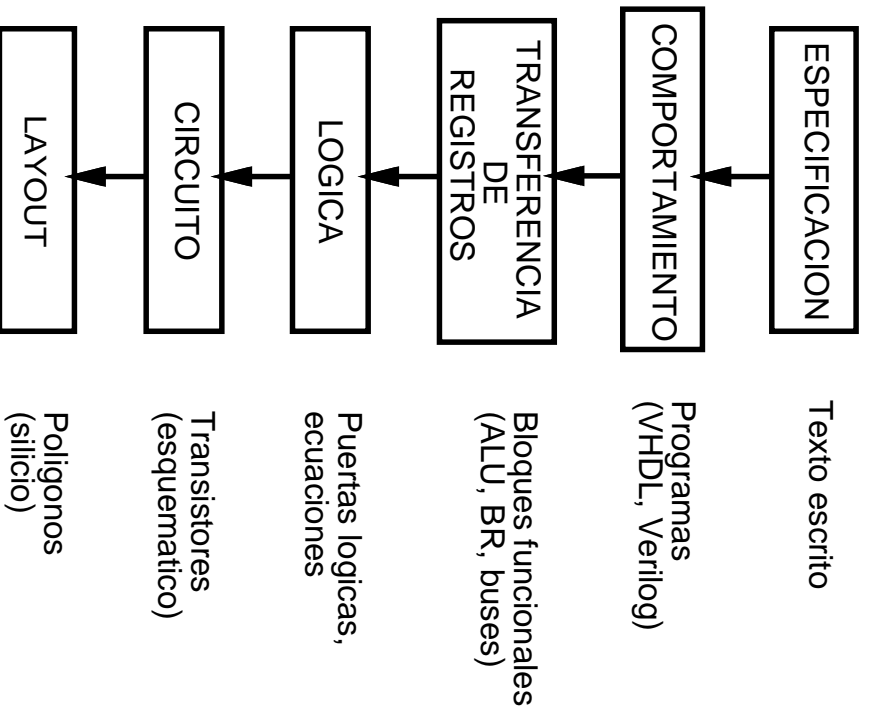 ESPECIFICACION
Texto escrito
COMPORTAMIENTO
Programas
(VHDL, Verilog)
TRANSFERENCIA
DE
REGISTROS
Bloques funcionales
(ALU, BR, buses)
LOGICA
Puertas logicas,
ecuaciones
CIRCUITO
Transistores
(esquematico)
LAYOUT
Poligonos
(silicio)